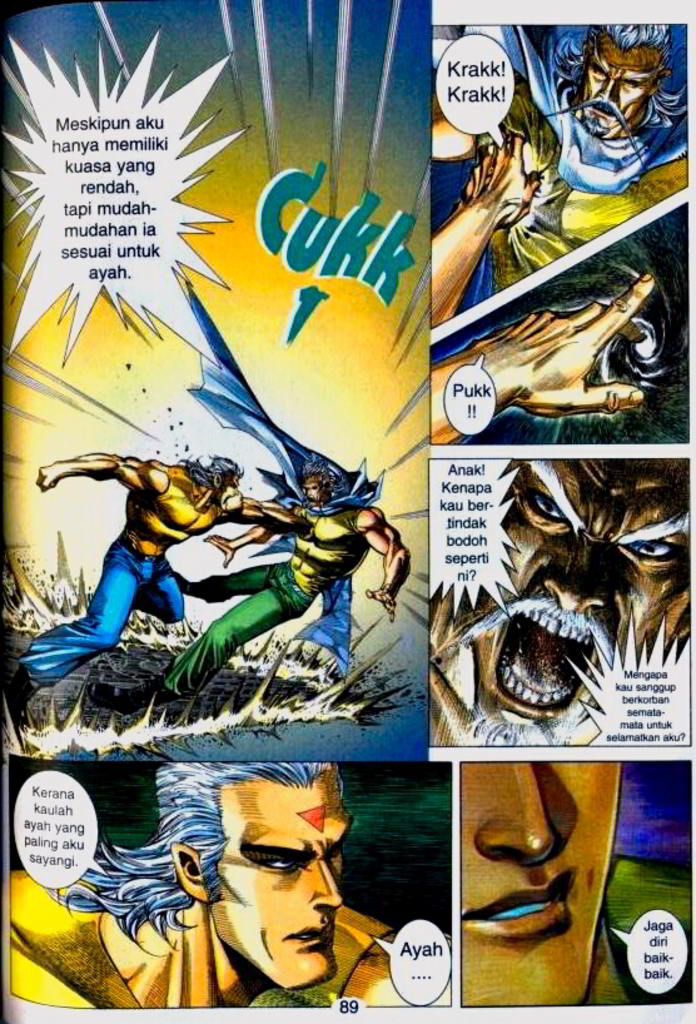 Meskipun aku
hanya memiliki
kuasa yang
rendah,
tapi mudah-
mudahan ia
sesuai untuk
ayah.
Cukk
!
Krakk!
Krakk!
Pukk
!!
Anak!
Kenapa
kau ber-
tindak
bodoh
seperti
ni?
Mengapa
kau sanggup
berkorban
semata-
mata untuk
selamatkan aku?
Kerana
kaulah
ayah yang
paling aku
sayangi.
Ayah
....
Jaga
diri
baik-
baik.
89